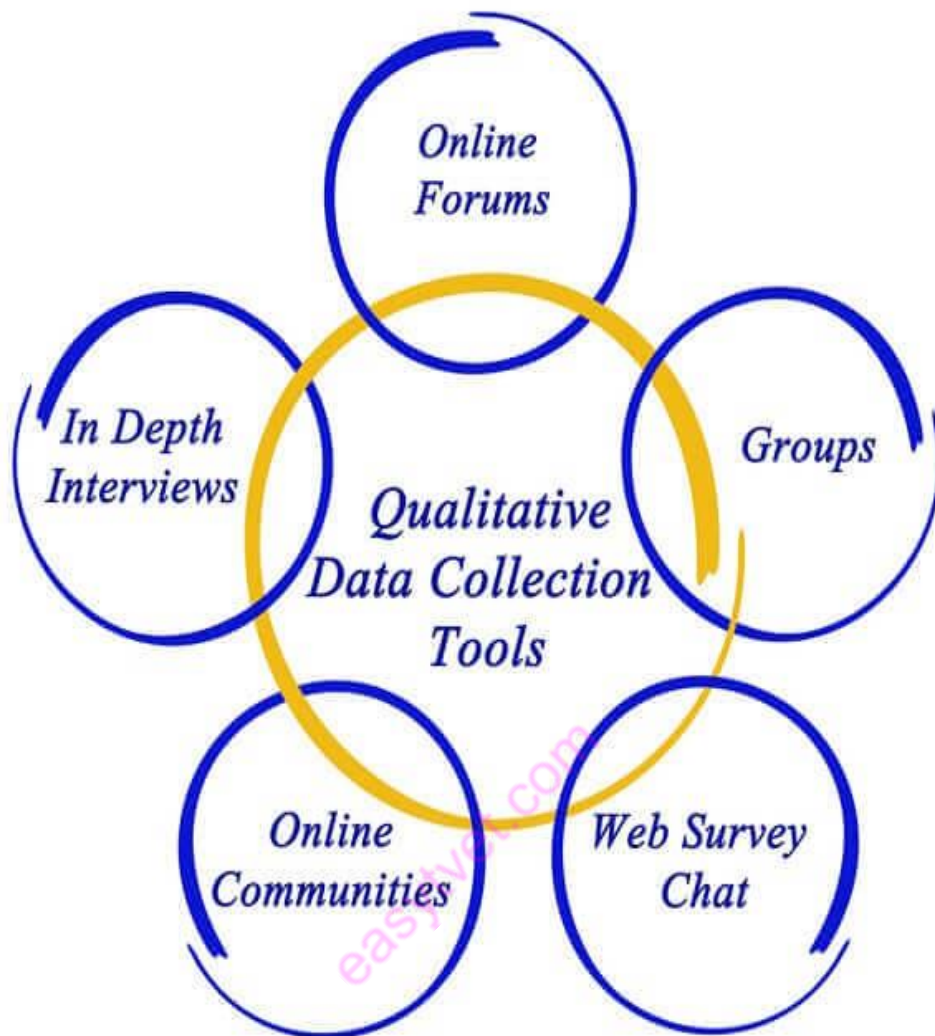 Online
Forums
In Depth
Interviews
Groups
Qualitative
Data Collection
Tools
Online
Communities
Web Survey
Chat
easytvet.com